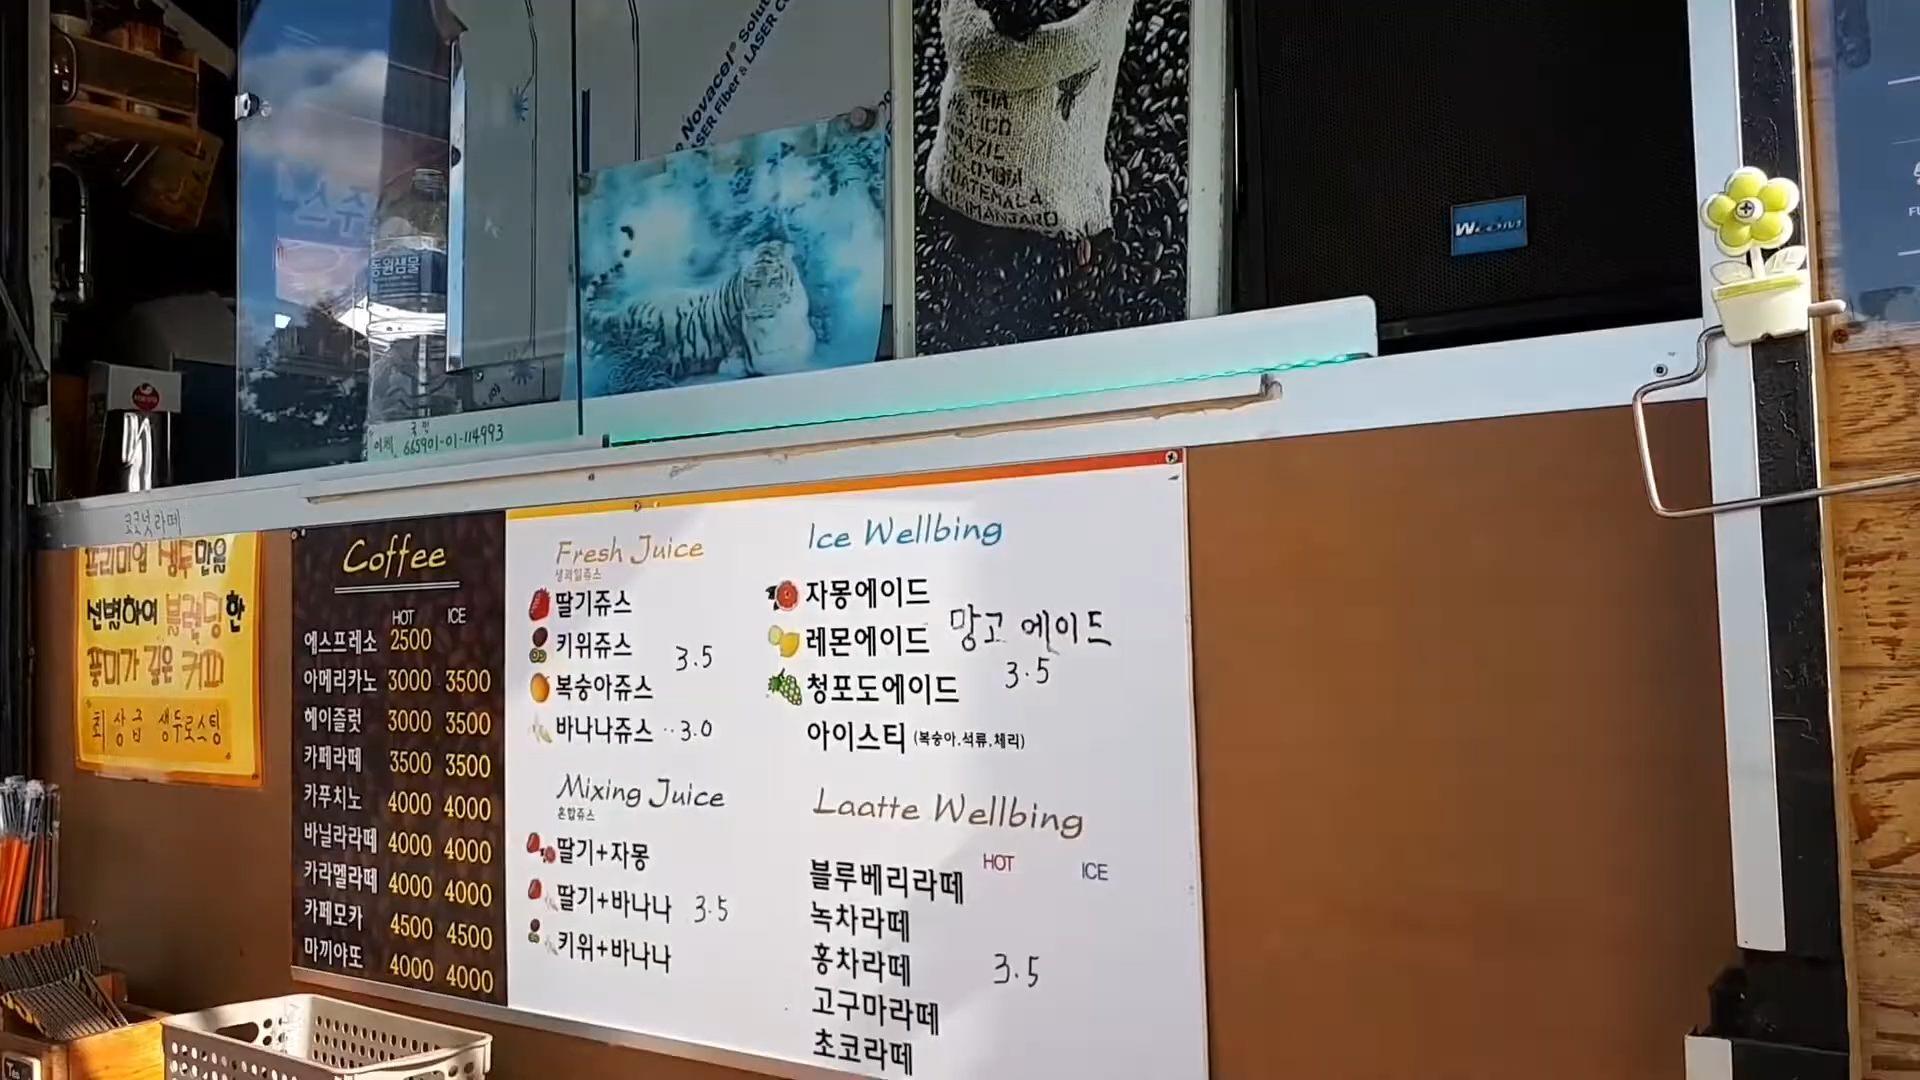 Novacel® Solut
LASER Fiber & LASER C
BRAZIL
GUATEMALA
KILIMANJARO
Wcom
동원샘물
국민
이체 665901-01-114993
코코넛라떼
프리미엄 생두만을
선별하여 블랜딩한
풍미가 깊은 커피
최상급 생두로스팅
Coffee
HOT ICE
에스프레소 2500
아메리카노 3000 3500
헤이즐럿 3000 3500
카페라떼 3500 3500
카푸치노 4000 4000
바닐라라떼 4000 4000
카라멜라떼 4000 4000
카페모카 4500 4500
마끼야또 4000 4000
Fresh Juice
생과일쥬스
딸기쥬스
키위쥬스
3.5
복숭아쥬스
바나나쥬스 ·· 3.0
Mixing Juice
혼합쥬스
딸기+자몽
딸기+바나나 3.5
키위+바나나
Ice Wellbing
자몽에이드
레몬에이드 망고 에이드
3.5
청포도에이드
아이스티 (복숭아.석류.체리)
Laatte Wellbing
HOT ICE
블루베리라떼
녹차라떼
홍차라떼 3.5
고구마라떼
초코라떼